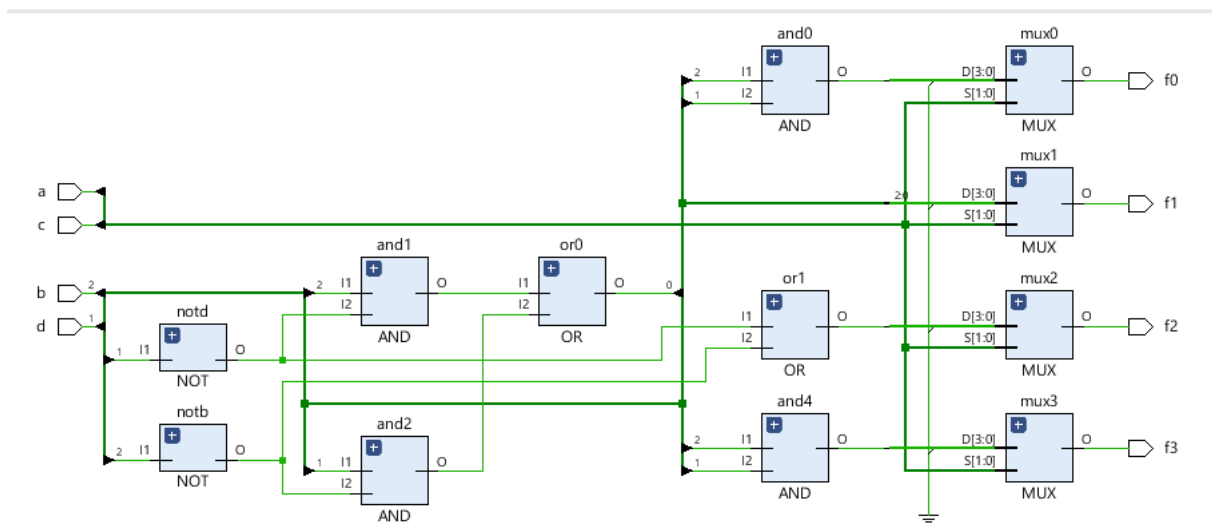 and0
mux0
2
I1
O
D[3:0]
O
f0
1
I2
S[1:0]
AND
MUX
mux1
a
2:0
D[3:0]
O
f1
c
S[1:0]
MUX
and1
or0
mux2
b
2
2
I1
O
I1
O
0
or1
d
1
I2
I2
I1
O
D[3:0]
O
f2
notd
AND
OR
I2
S[1:0]
1
I1
O
NOT
OR
MUX
notb
and2
and4
mux3
2
I1
O
1
I1
O
2
I1
O
D[3:0]
O
f3
NOT
I2
1
I2
S[1:0]
AND
AND
MUX